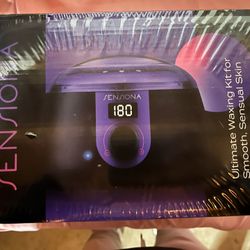 SENSIONA
SENSIONA
180
Ultimate Waxing Kit for
Smooth, Sensual Skin